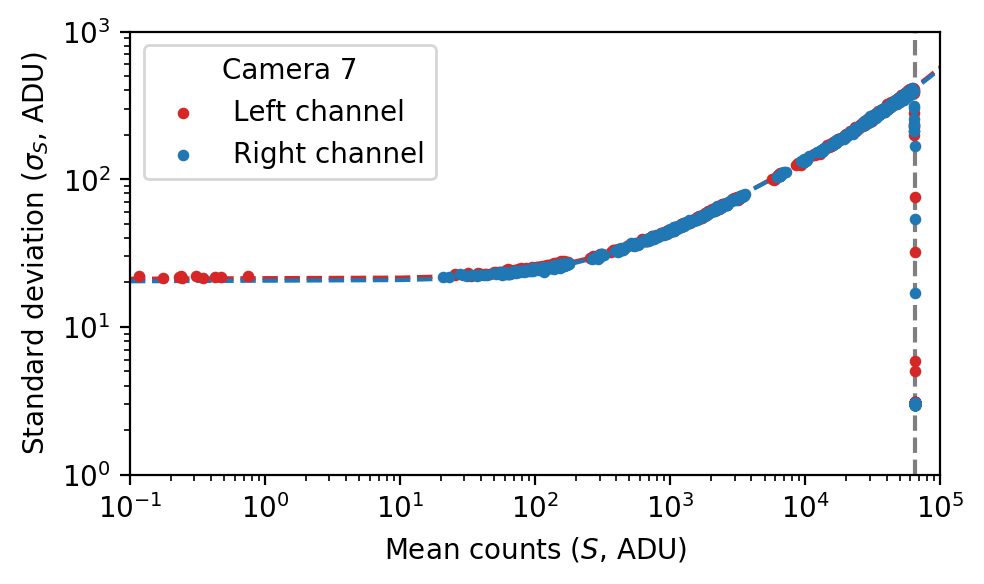 Camera 7
Left channel
Right channel
Standard deviation (σ_S, ADU)
10³
10²
10¹
10⁰
10⁻¹ 10⁰ 10¹ 10² 10³ 10⁴ 10⁵
Mean counts (S, ADU)